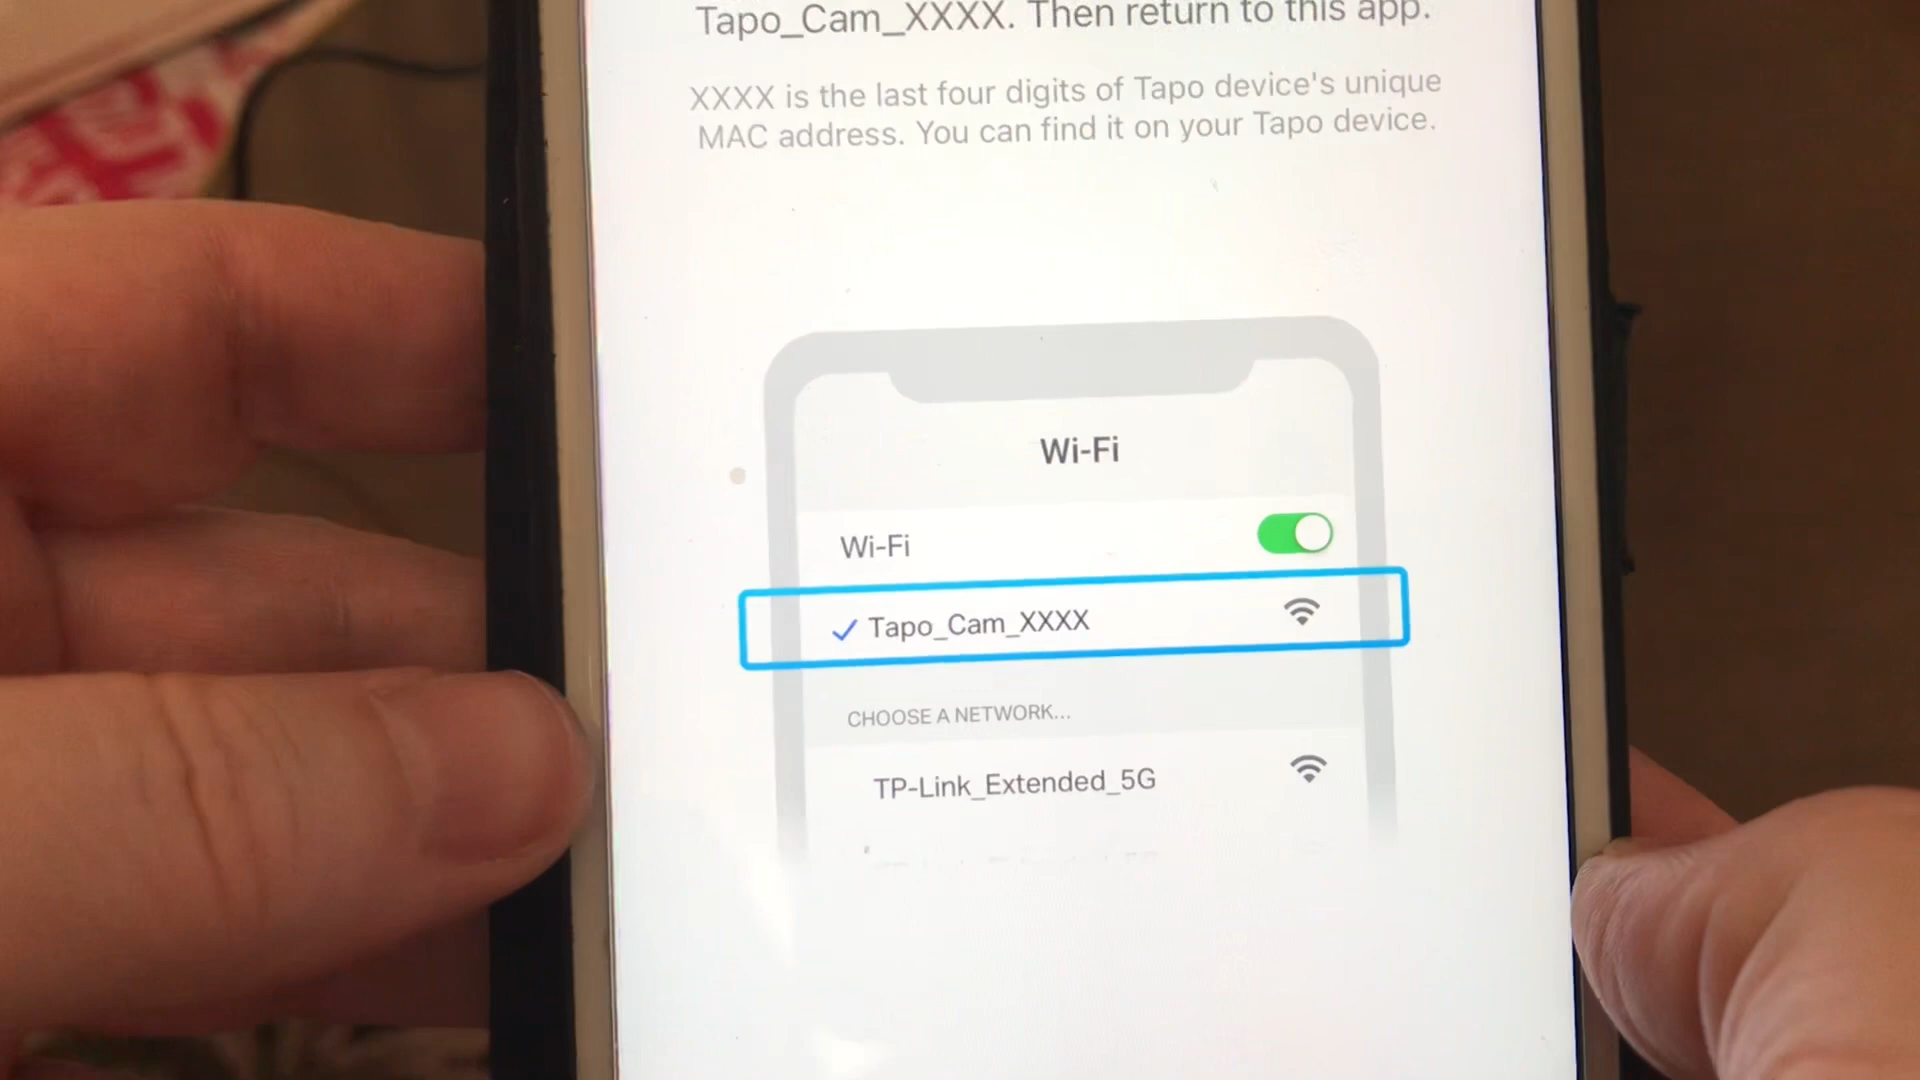 Tapo_Cam_XXXX. Then return to this app.
XXXX is the last four digits of Tapo device's unique
MAC address. You can find it on your Tapo device.
Wi-Fi
Wi-Fi
Tapo_Cam_XXXX
CHOOSE A NETWORK...
TP-Link_Extended_5G